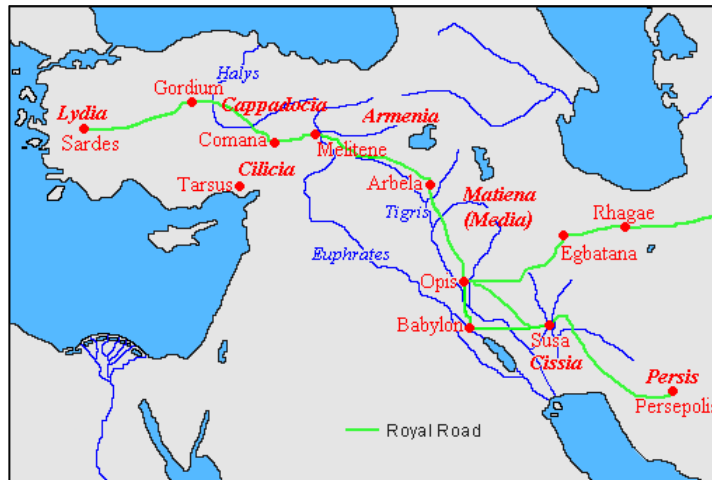 Halys
Gordium
Cappadocia
Lydia
Sardes
Armenia
Comana
Melitene
Cilicia
Tarsus
Arbela
Matiena
(Media)
Tigris
Rhagae
Egbatana
Euphrates
Opis
Babylon
Susa
Cissia
Persis
Persepolis
Royal Road